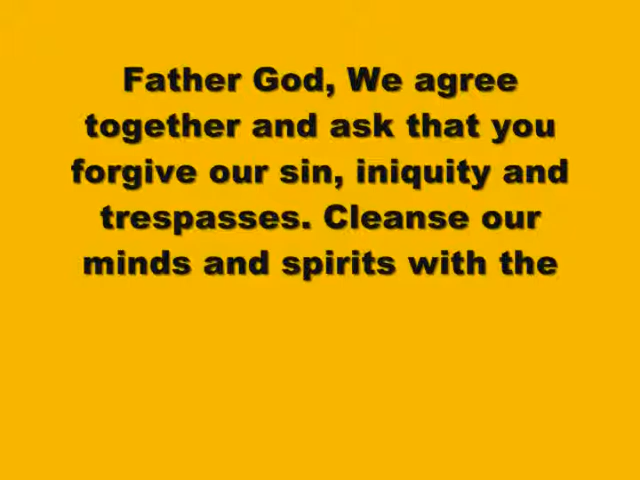 Father God, We agree
together and ask that you
forgive our sin, iniquity and
trespasses. Cleanse our
minds and spirits with the